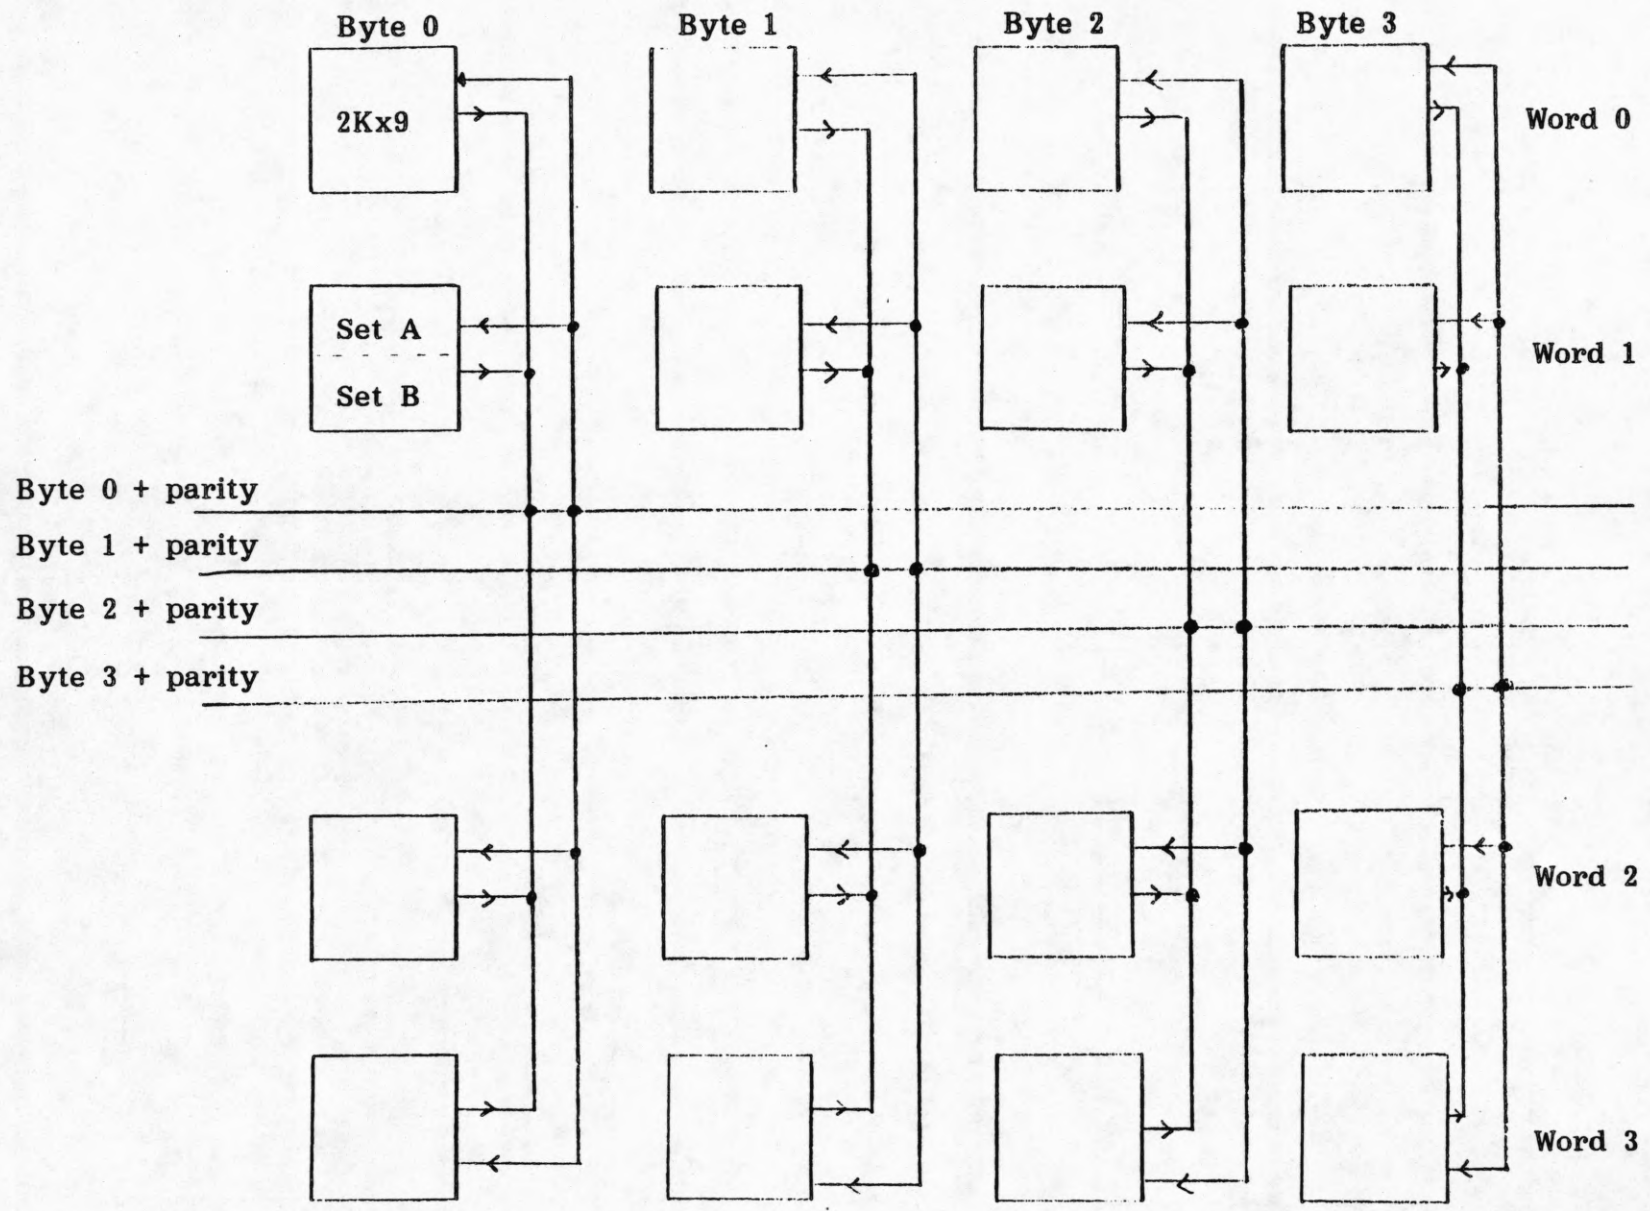 Byte 0
Byte 1
Byte 2
Byte 3
2Kx9
Word 0
Set A
Set B
Word 1
Byte 0 + parity
Byte 1 + parity
Byte 2 + parity
Byte 3 + parity
Word 2
Word 3